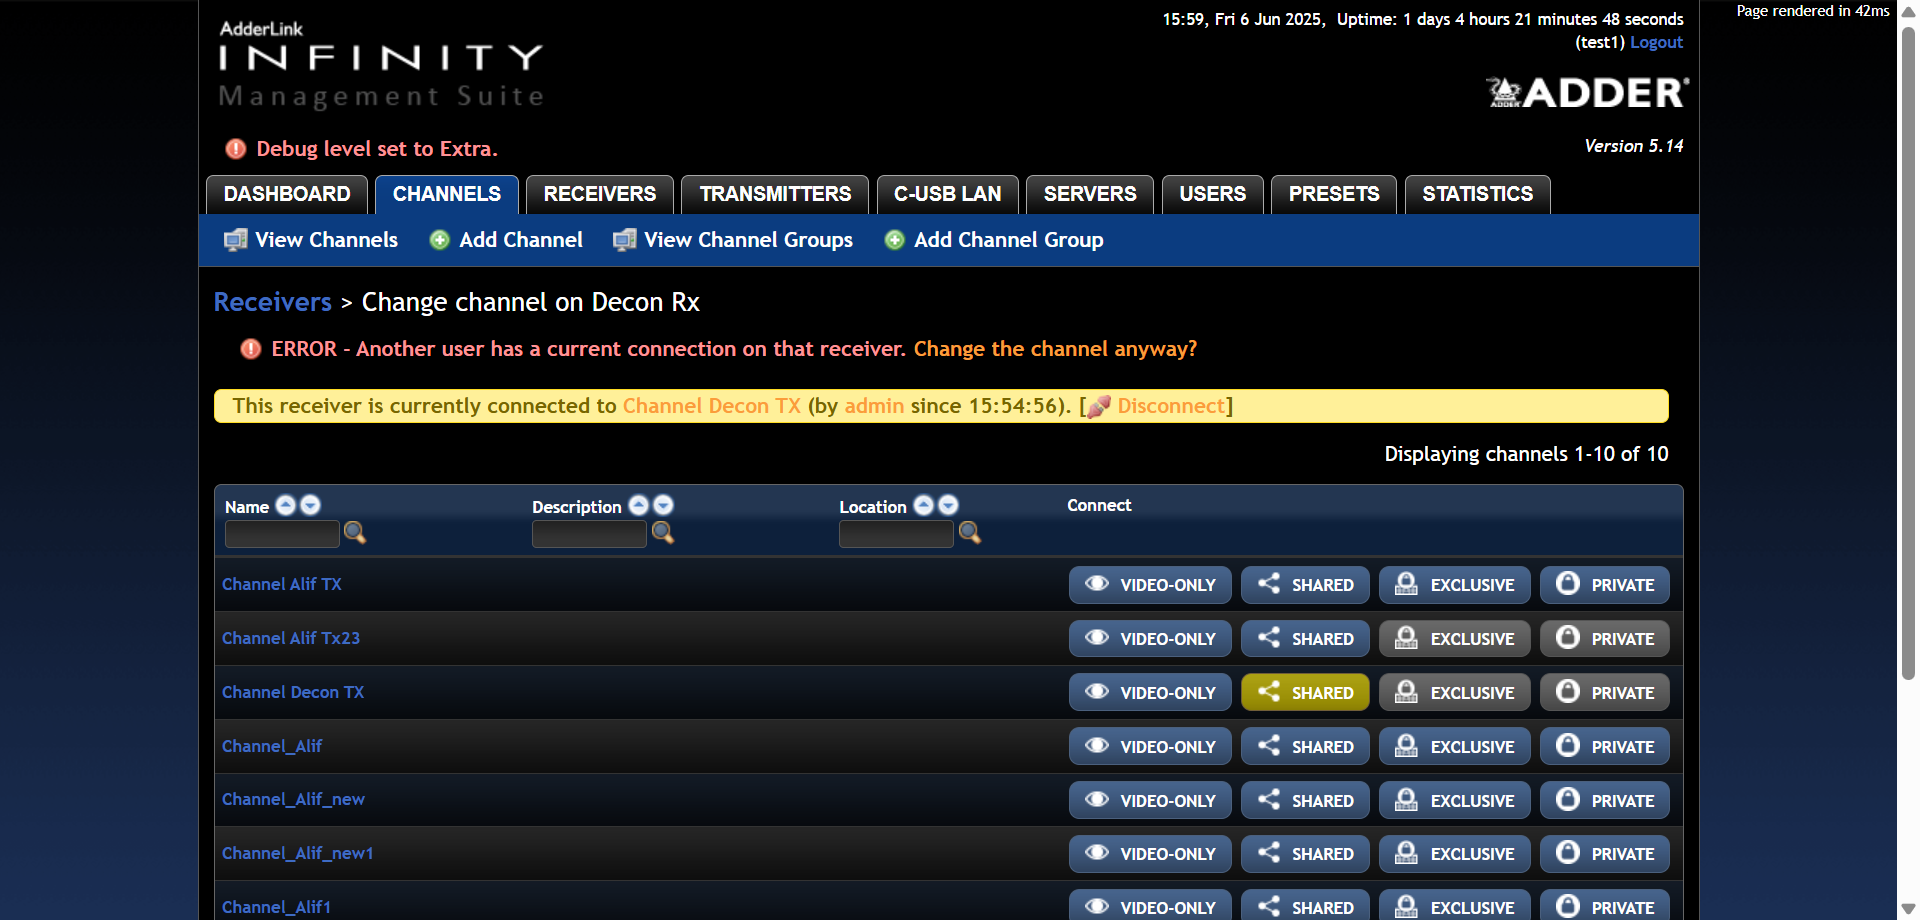 Page rendered in 42ms
AdderLink
INFINITY
Management Suite
15:59, Fri 6 Jun 2025, Uptime: 1 days 4 hours 21 minutes 48 seconds
(test1) Logout
ADDER
ADDER®
Debug level set to Extra.
Version 5.14
DASHBOARD CHANNELS RECEIVERS TRANSMITTERS C-USB LAN SERVERS USERS PRESETS STATISTICS
View Channels Add Channel View Channel Groups Add Channel Group
Receivers > Change channel on Decon Rx
ERROR - Another user has a current connection on that receiver. Change the channel anyway?
This receiver is currently connected to Channel Decon TX (by admin since 15:54:56). [ Disconnect]
Displaying channels 1-10 of 10
Name Description Location Connect
Channel Alif TX VIDEO-ONLY SHARED EXCLUSIVE PRIVATE
Channel Alif Tx23 VIDEO-ONLY SHARED EXCLUSIVE PRIVATE
Channel Decon TX VIDEO-ONLY SHARED EXCLUSIVE PRIVATE
Channel_Alif VIDEO-ONLY SHARED EXCLUSIVE PRIVATE
Channel_Alif_new VIDEO-ONLY SHARED EXCLUSIVE PRIVATE
Channel_Alif_new1 VIDEO-ONLY SHARED EXCLUSIVE PRIVATE
Channel_Alif1 VIDEO-ONLY SHARED EXCLUSIVE PRIVATE